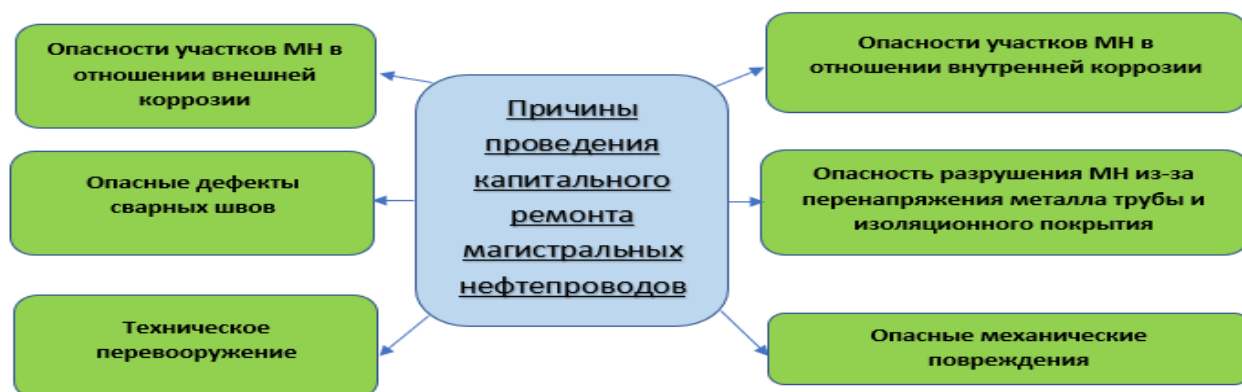 Опасности участков МН в
отношении внешней
коррозии
Опасности участков МН в
отношении внутренней коррозии
Причины
проведения
капитального
ремонта
магистральных
нефтепроводов
Опасные дефекты
сварных швов
Опасность разрушения МН из-за
перенапряжения металла трубы и
изоляционного покрытия
Техническое
перевооружение
Опасные механические
повреждения